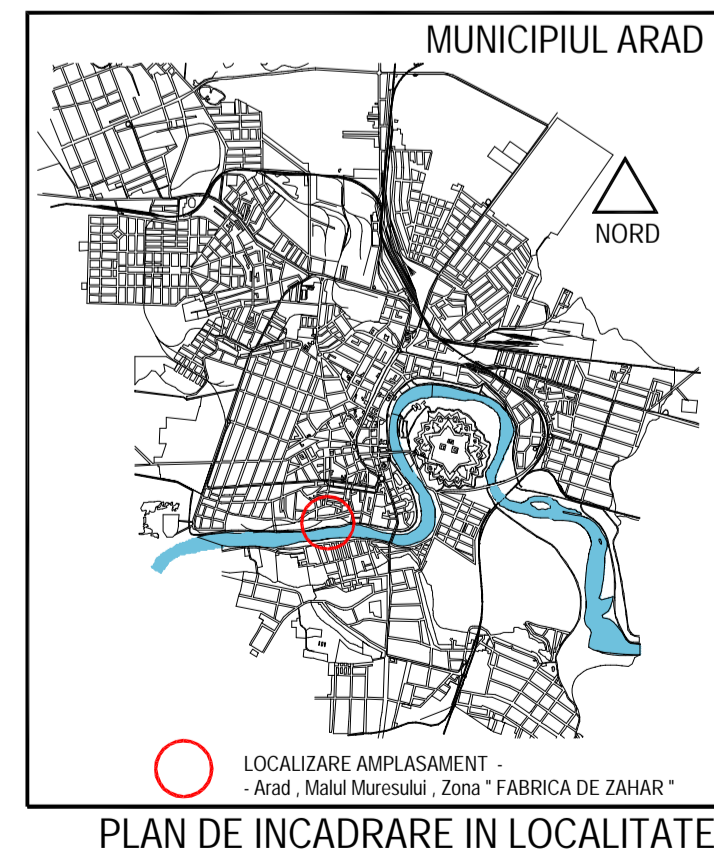 MUNICIPIUL ARAD
NORD
LOCALIZARE AMPLASAMENT -
- Arad , Malul Muresului , Zona " FABRICA DE ZAHAR "
PLAN DE INCADRARE IN LOCALITATE